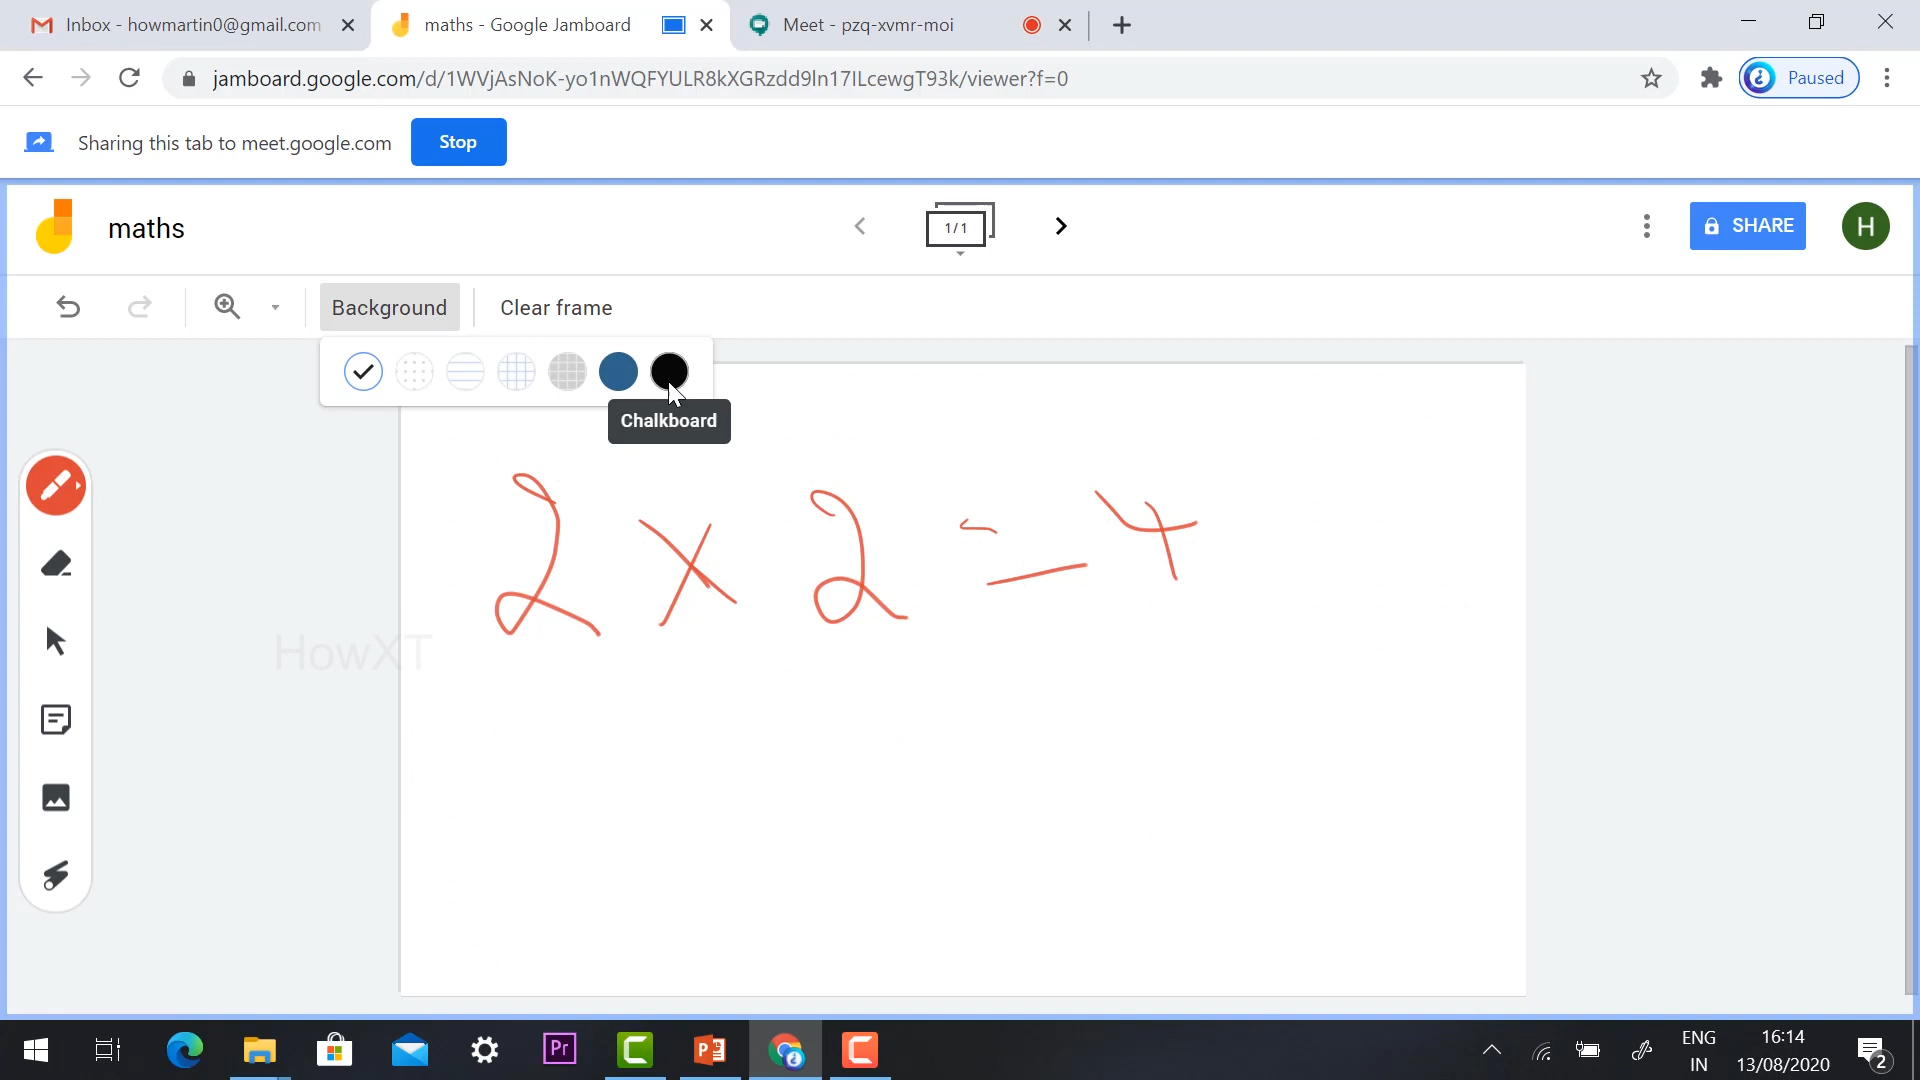 Inbox - howmartin0@gmail.com
maths - Google Jamboard
Meet - pzq-xvmr-moi
jamboard.google.com/d/1WVjAsNoK-yo1nWQFYULR8kXGRzdd9ln17ILcewgT93k/viewer?f=0
Paused
Sharing this tab to meet.google.com
Stop
maths
1/1
SHARE
H
Background
Clear frame
Chalkboard
2 x 2 = 4
HowXT
Pr
ENG
IN
16:14
13/08/2020
2